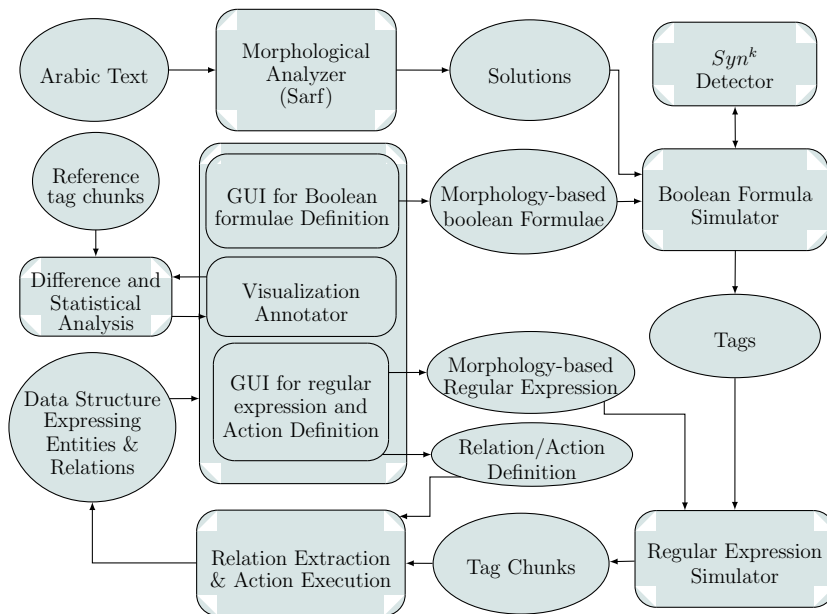 Arabic Text
Morphological
Analyzer
(Sarf)
Solutions
Syn^k
Detector
Reference
tag chunks
GUI for Boolean
formulae Definition
Morphology-based
boolean Formulae
Boolean Formula
Simulator
Difference and
Statistical
Analysis
Visualization
Annotator
Tags
Data Structure
Expressing
Entities &
Relations
GUI for regular
expression and
Action Definition
Morphology-based
Regular Expression
Relation/Action
Definition
Relation Extraction
& Action Execution
Tag Chunks
Regular Expression
Simulator